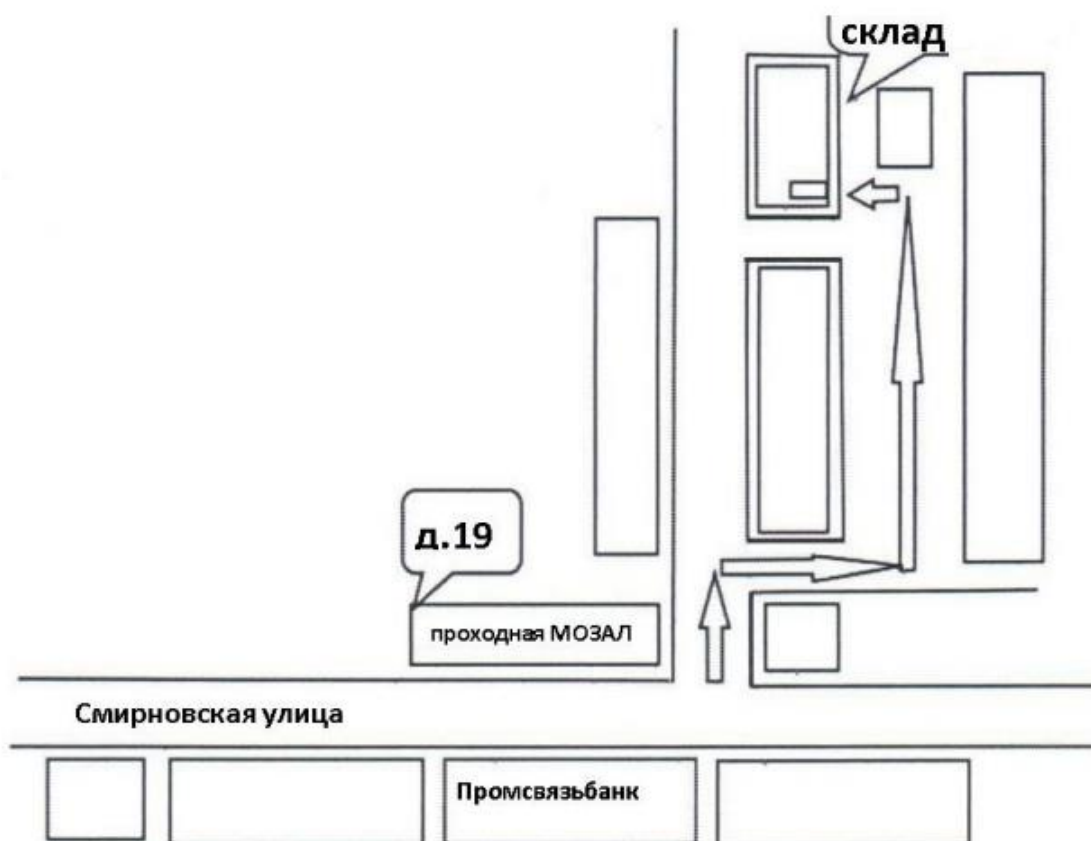 склад
д.19
проходная МОЗАЛ
Смирновская улица
Промсвязьбанк